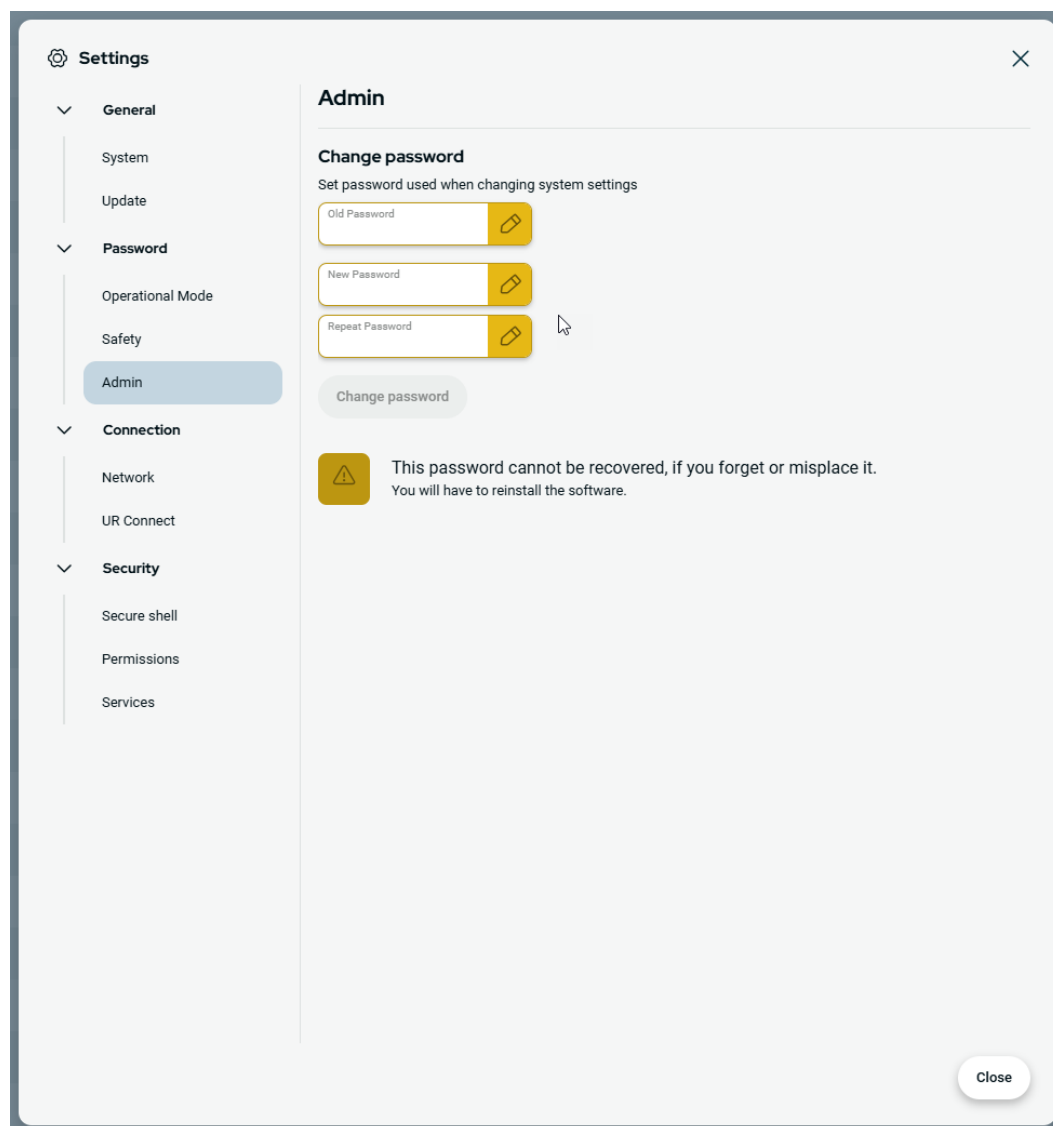 Settings
General
System
Update
Password
Operational Mode
Safety
Admin
Connection
Network
UR Connect
Security
Secure shell
Permissions
Services
Admin
Change password
Set password used when changing system settings
Old Password
New Password
Repeat Password
Change password
This password cannot be recovered, if you forget or misplace it.
You will have to reinstall the software.
Close